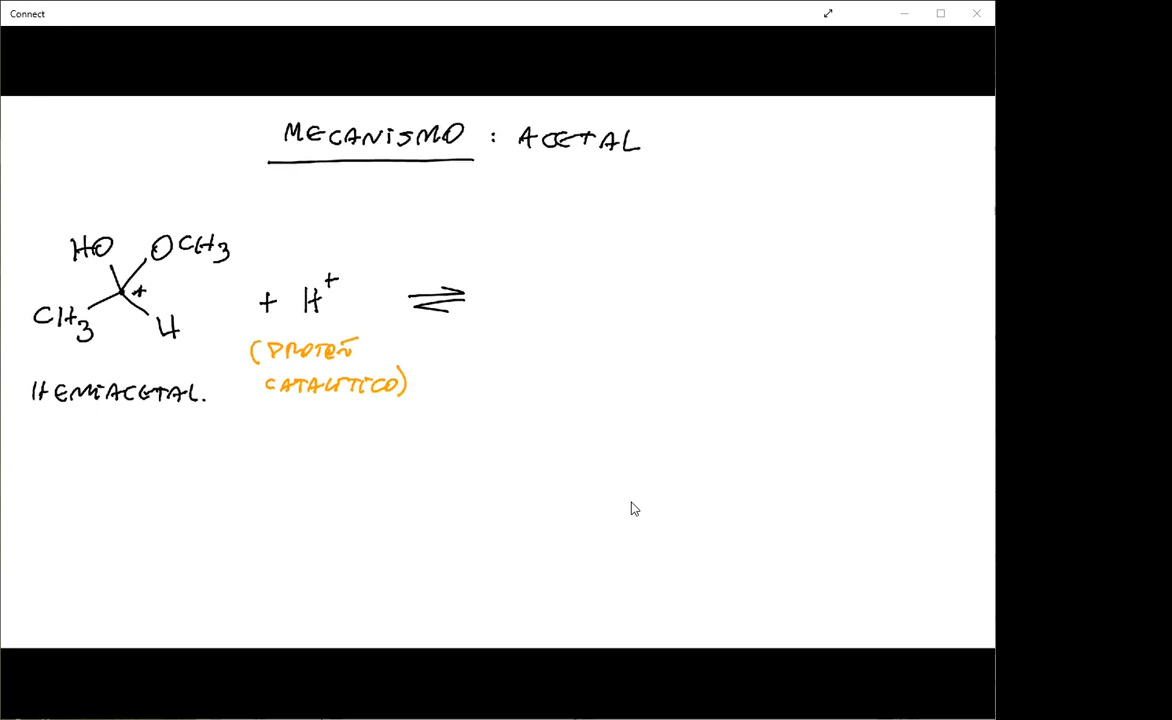 Connect
MECANISMO : ACETAL
HO OCH3
+
CH3 H
+ H+
(PROTÓN
CATALÍTICO)
HEMIACETAL.